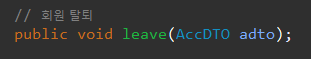 // 회원 탈퇴
public void leave(AccDTO adto);